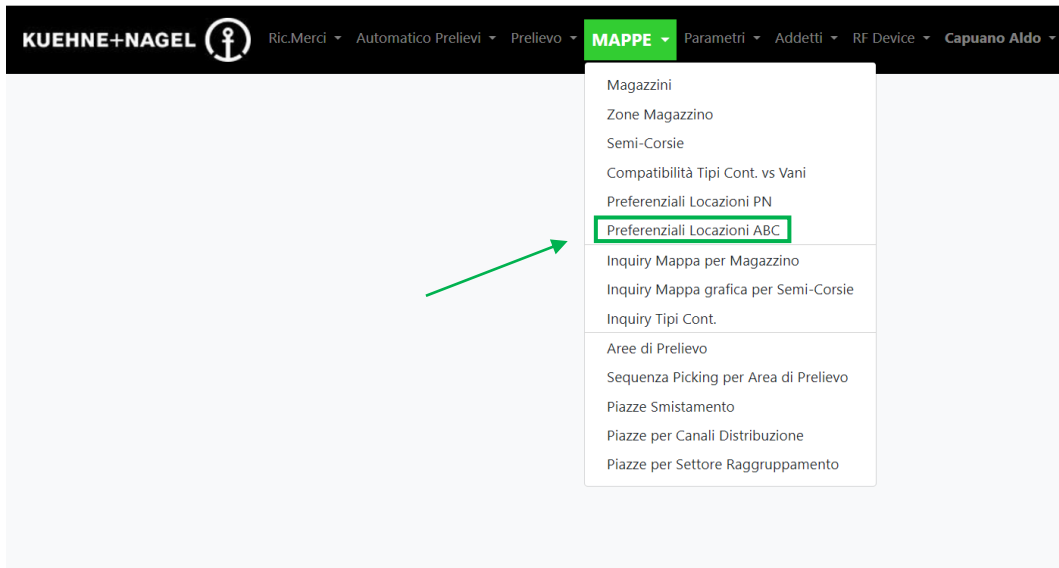 KUEHNE+NAGEL Ric.Merci Automatico Prelievi Prelievo MAPPE Parametri Addetti RF Device Capuano Aldo
Magazzini
Zone Magazzino
Semi-Corsie
Compatibilità Tipi Cont. vs Vani
Preferenziali Locazioni PN
Preferenziali Locazioni ABC
Inquiry Mappa per Magazzino
Inquiry Mappa grafica per Semi-Corsie
Inquiry Tipi Cont.
Aree di Prelievo
Sequenza Picking per Area di Prelievo
Piazze Smistamento
Piazze per Canali Distribuzione
Piazze per Settore Raggruppamento